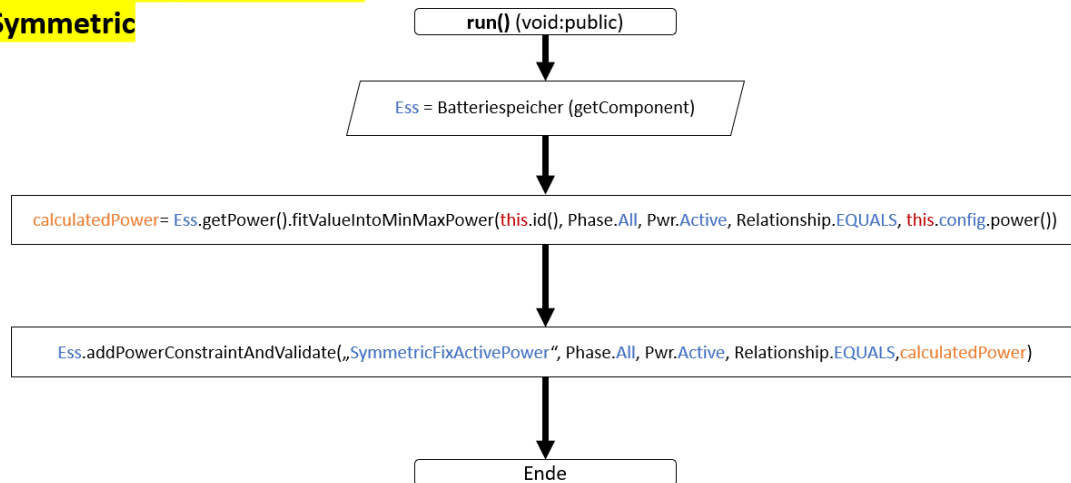 Symmetric
run() (void:public)
Ess = Batteriespeicher (getComponent)
calculatedPower= Ess.getPower().fitValueIntoMinMaxPower(this.id(), Phase.All, Pwr.Active, Relationship.EQUALS, this.config.power())
Ess.addPowerConstraintAndValidate(„SymmetricFixActivePower“, Phase.All, Pwr.Active, Relationship.EQUALS,calculatedPower)
Ende